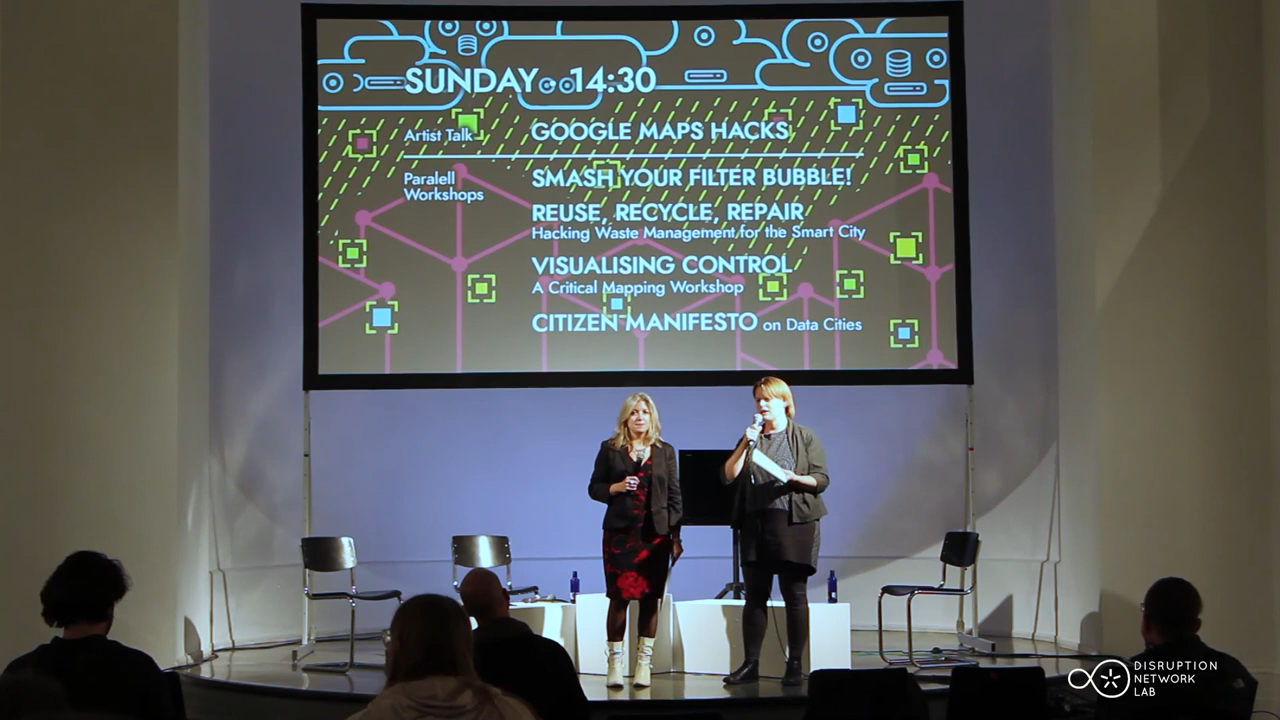 SUNDAY 14:30
Artist Talk
GOOGLE MAPS HACKS
Paralell
Workshops
SMASH YOUR FILTER BUBBLE!
REUSE, RECYCLE, REPAIR
Hacking Waste Management for the Smart City
VISUALISING CONTROL
A Critical Mapping Workshop
CITIZEN MANIFESTO on Data Cities
DISRUPTION
NETWORK
LAB